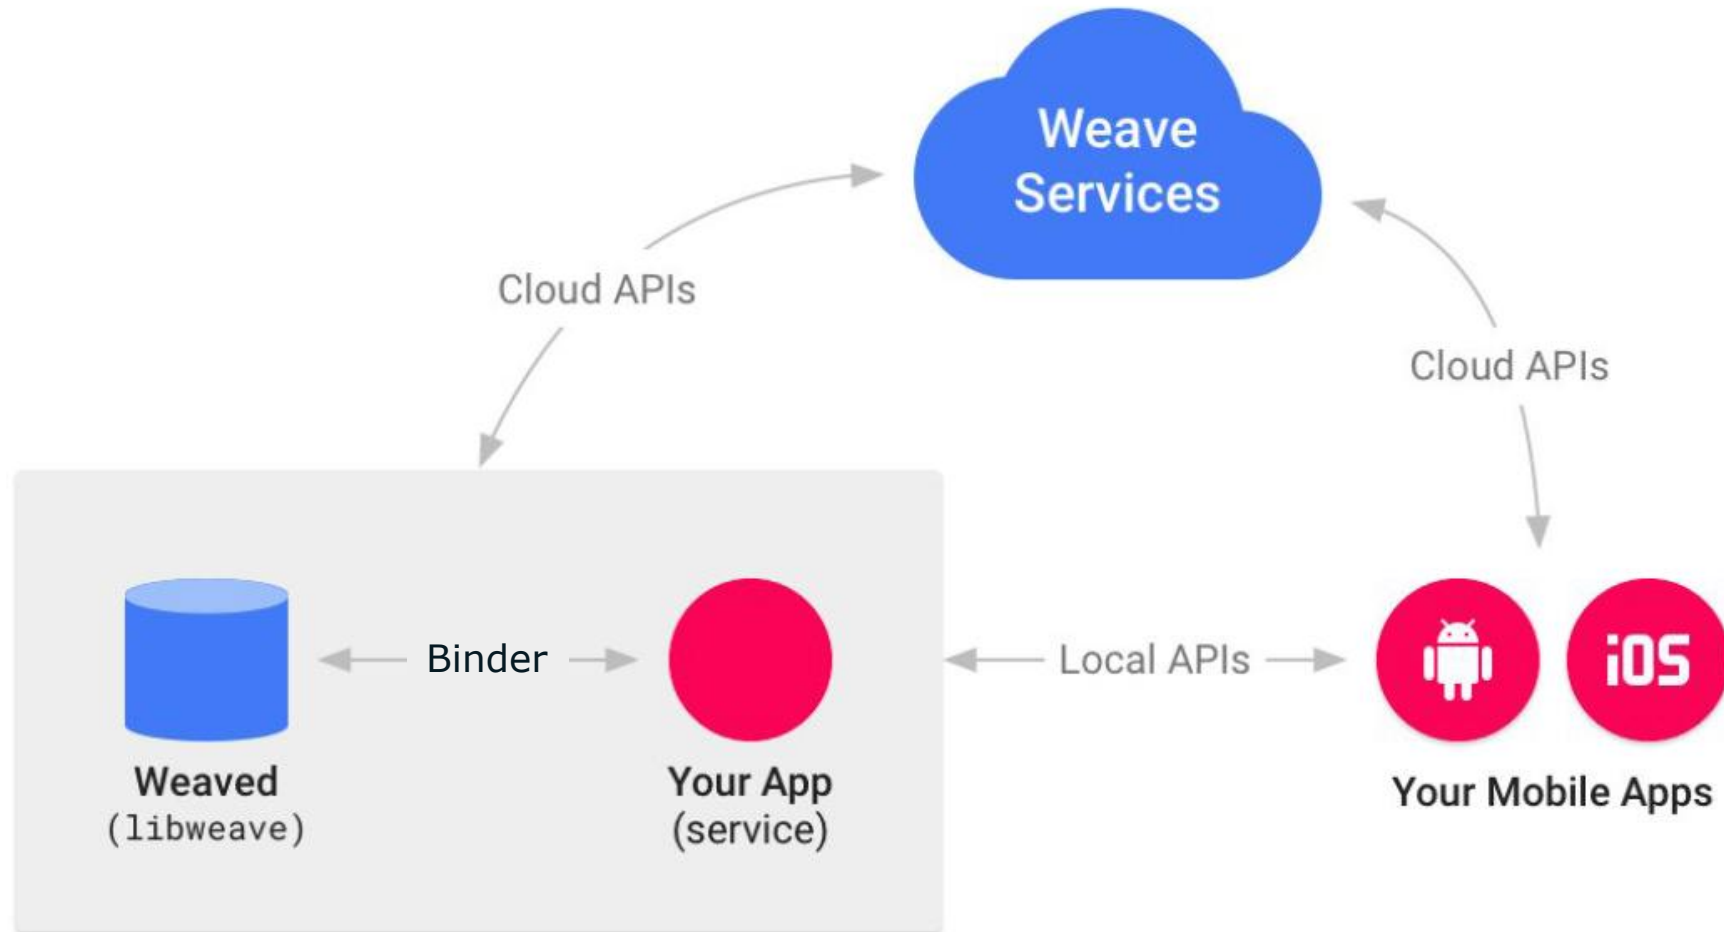 Weave
Services
Cloud APIs
Cloud APIs
Binder
Local APIs
iOS
Weaved
(libweave)
Your App
(service)
Your Mobile Apps